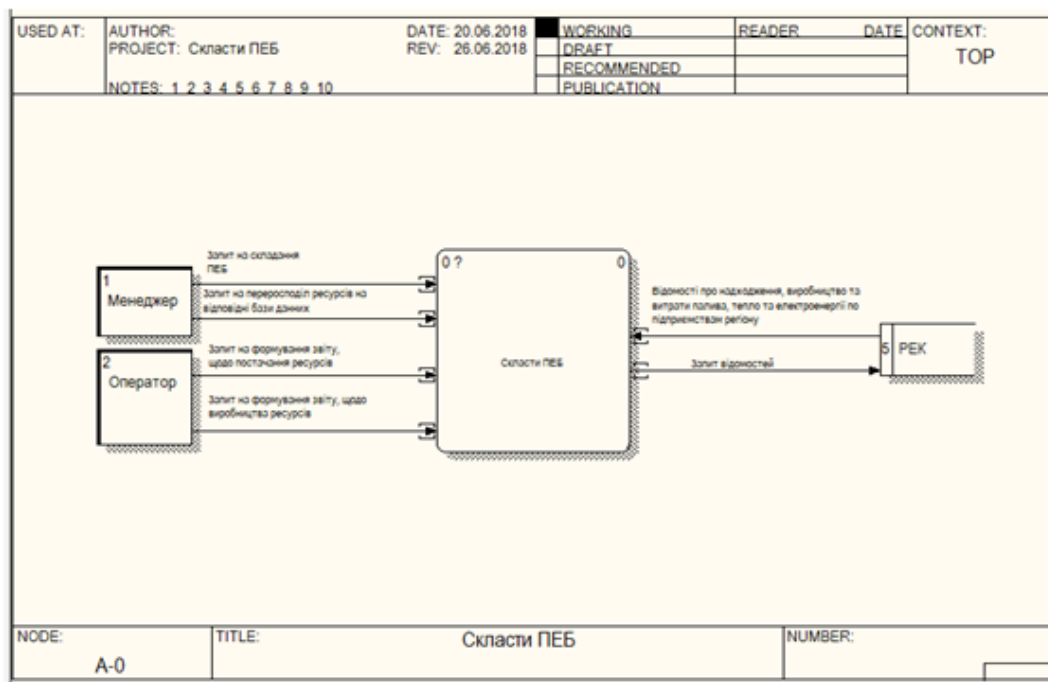 USED AT:
AUTHOR:
DATE: 20.06.2018
PROJECT: Скласти ПЕБ
REV: 26.06.2018
NOTES: 1 2 3 4 5 6 7 8 9 10
WORKING
DRAFT
RECOMMENDED
PUBLICATION
READER
DATE
CONTEXT:
TOP
1
Менеджер
2
Оператор
Запит на складання
ПЕБ
Запит на переросподіл ресурсів на
відповідні бази данних
Запит на формування звіту,
щодо постачання ресурсів
Запит на формування звіту, щодо
виробництва ресурсів
0 ?
0
Скласти ПЕБ
Відомості про надходження, виробництво та
витрати палива, тепло та електроенергії по
підприємствам регіону
Запит відомостей
5
РЕК
NODE:
A-0
TITLE:
Скласти ПЕБ
NUMBER: